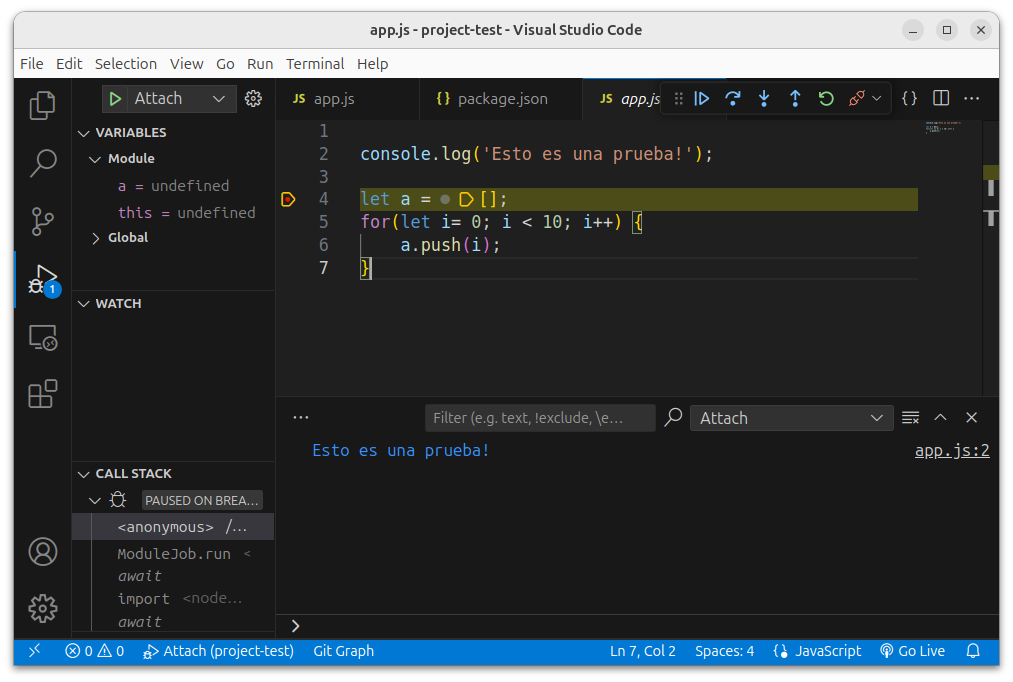 app.js - project-test - Visual Studio Code
File Edit Selection View Go Run Terminal Help
Attach
JS app.js
{} package.json
JS app.js
VARIABLES
Module
a = undefined
this = undefined
Global
WATCH
CALL STACK
PAUSED ON BREA...
<anonymous> /...
ModuleJob.run <
await
import <node...
await
1
2 console.log('Esto es una prueba!');
3
4 let a = [];
5 for(let i= 0; i < 10; i++) {
6 a.push(i);
7 }
Filter (e.g. text, !exclude, \e...
Attach
Esto es una prueba! app.js:2
>
1
0 0 Attach (project-test) Git Graph Ln 7, Col 2 Spaces: 4 {} JavaScript Go Live